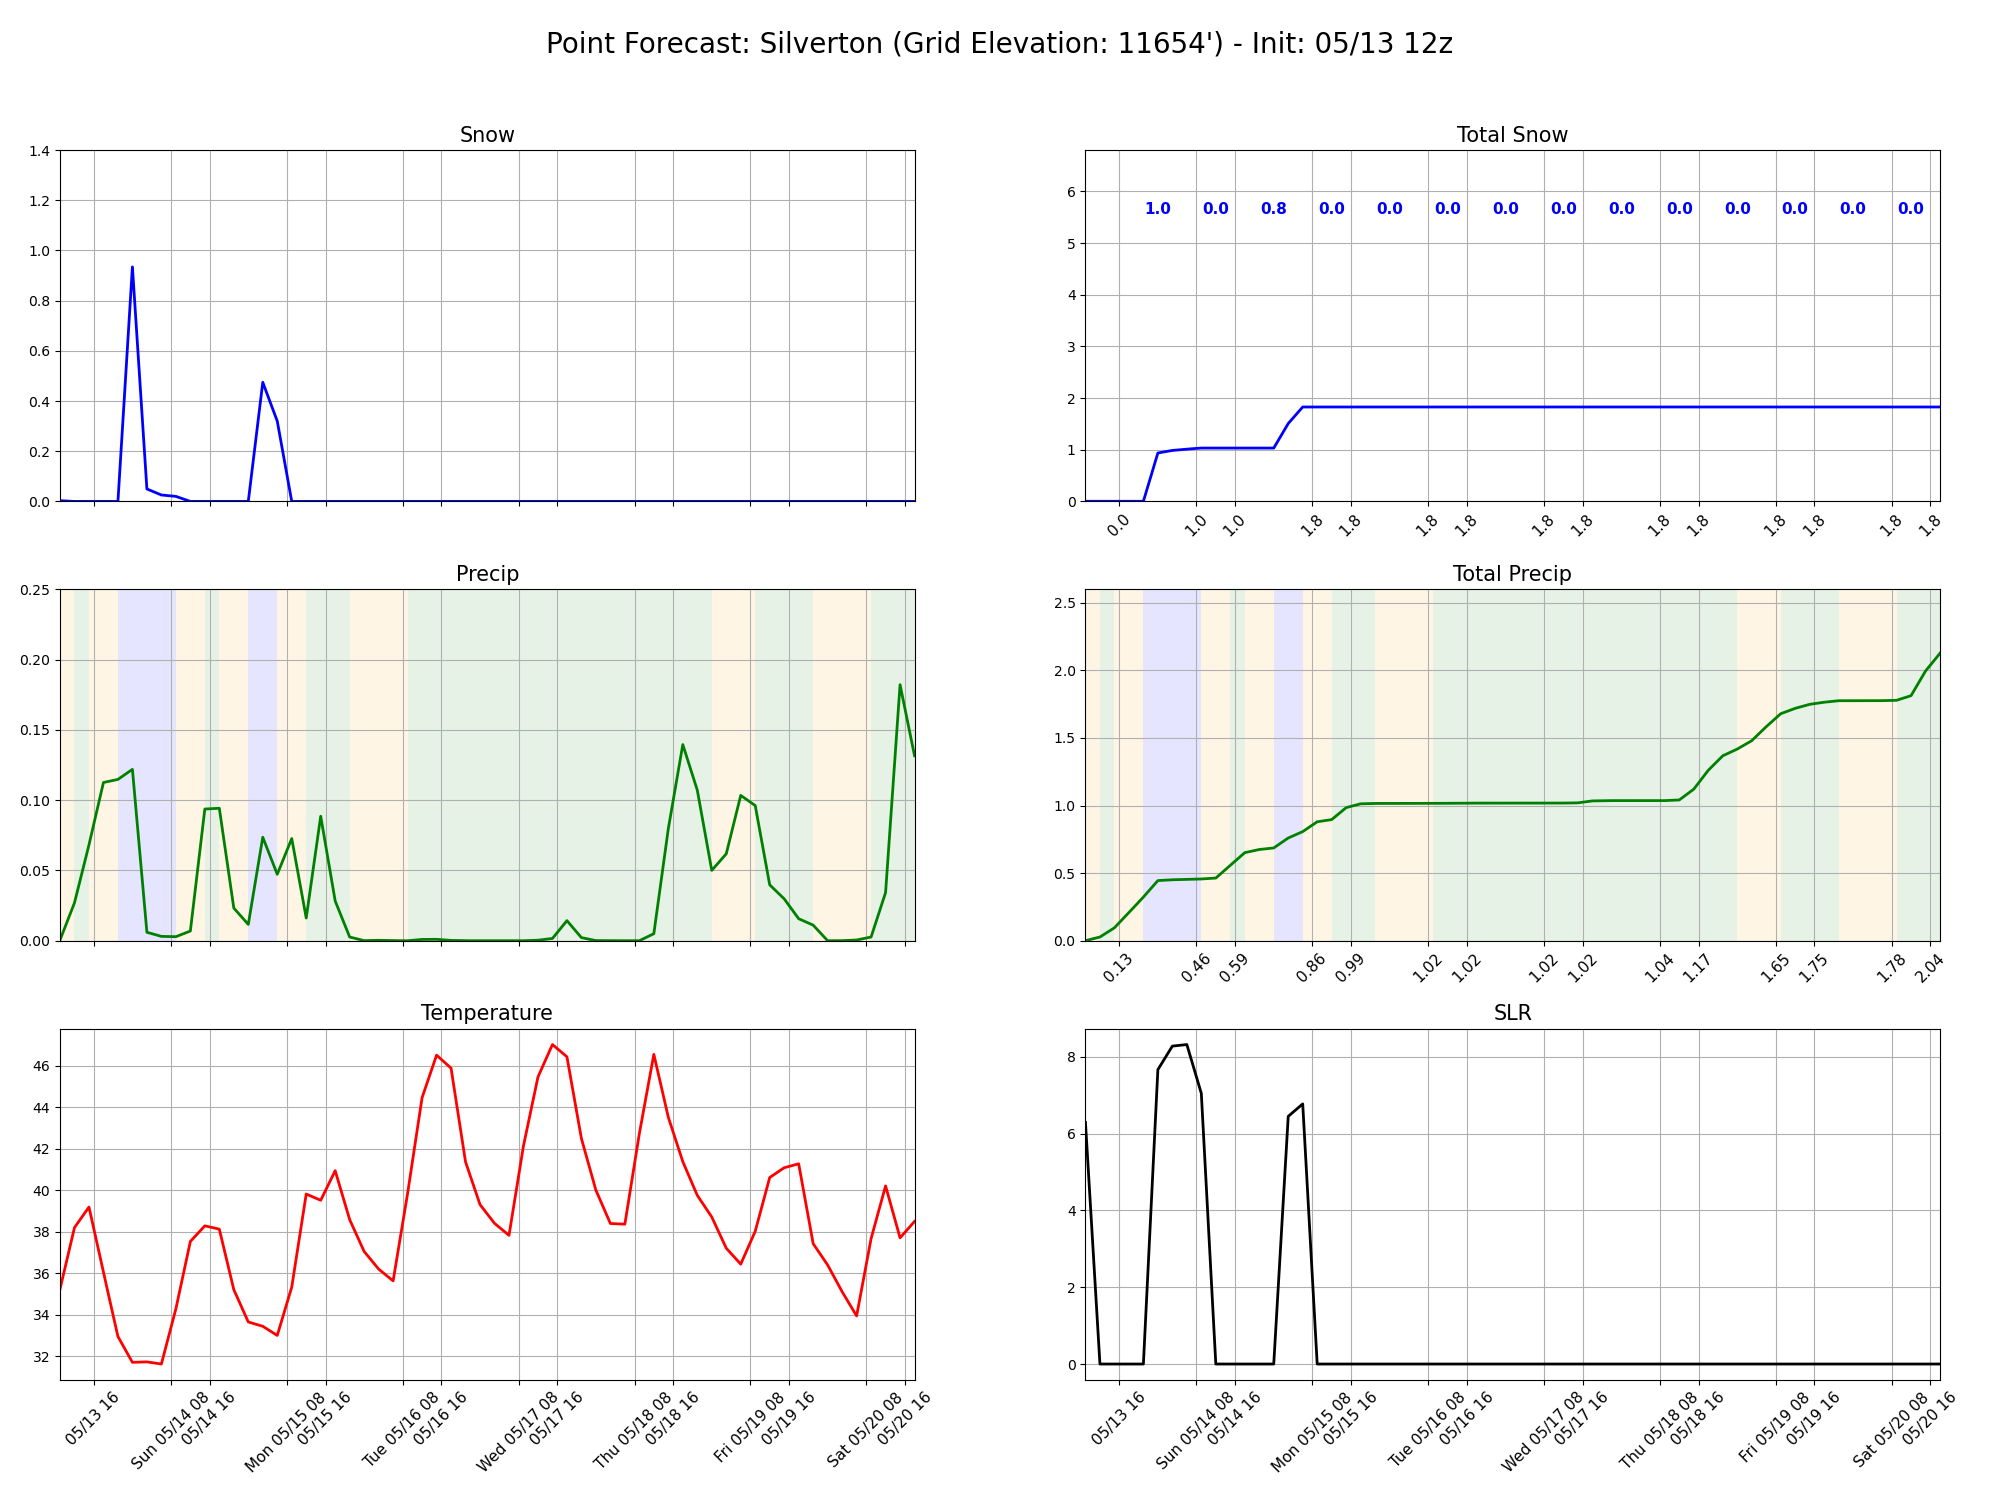 Point Forecast: Silverton (Grid Elevation: 11654') - Init: 05/13 12z
Snow
1.4
1.2
1.0
0.8
0.6
0.4
0.2
0.0
Total Snow
6
5
4
3
2
1
0
1.0 0.0 0.8 0.0 0.0 0.0 0.0 0.0 0.0 0.0 0.0 0.0 0.0 0.0
0.0 1.0 1.0 1.8 1.8 1.8 1.8 1.8 1.8 1.8 1.8 1.8 1.8 1.8 1.8
Precip
0.25
0.20
0.15
0.10
0.05
0.00
Total Precip
2.5
2.0
1.5
1.0
0.5
0.0
0.13 0.46 0.59 0.86 0.99 1.02 1.02 1.02 1.02 1.04 1.17 1.65 1.75 1.78 2.04
Temperature
46
44
42
40
38
36
34
32
05/13 16
Sun 05/14 08
05/14 16
Mon 05/15 08
05/15 16
Tue 05/16 08
05/16 16
Wed 05/17 08
05/17 16
Thu 05/18 08
05/18 16
Fri 05/19 08
05/19 16
Sat 05/20 08
05/20 16
SLR
8
6
4
2
0
05/13 16
Sun 05/14 08
05/14 16
Mon 05/15 08
05/15 16
Tue 05/16 08
05/16 16
Wed 05/17 08
05/17 16
Thu 05/18 08
05/18 16
Fri 05/19 08
05/19 16
Sat 05/20 08
05/20 16